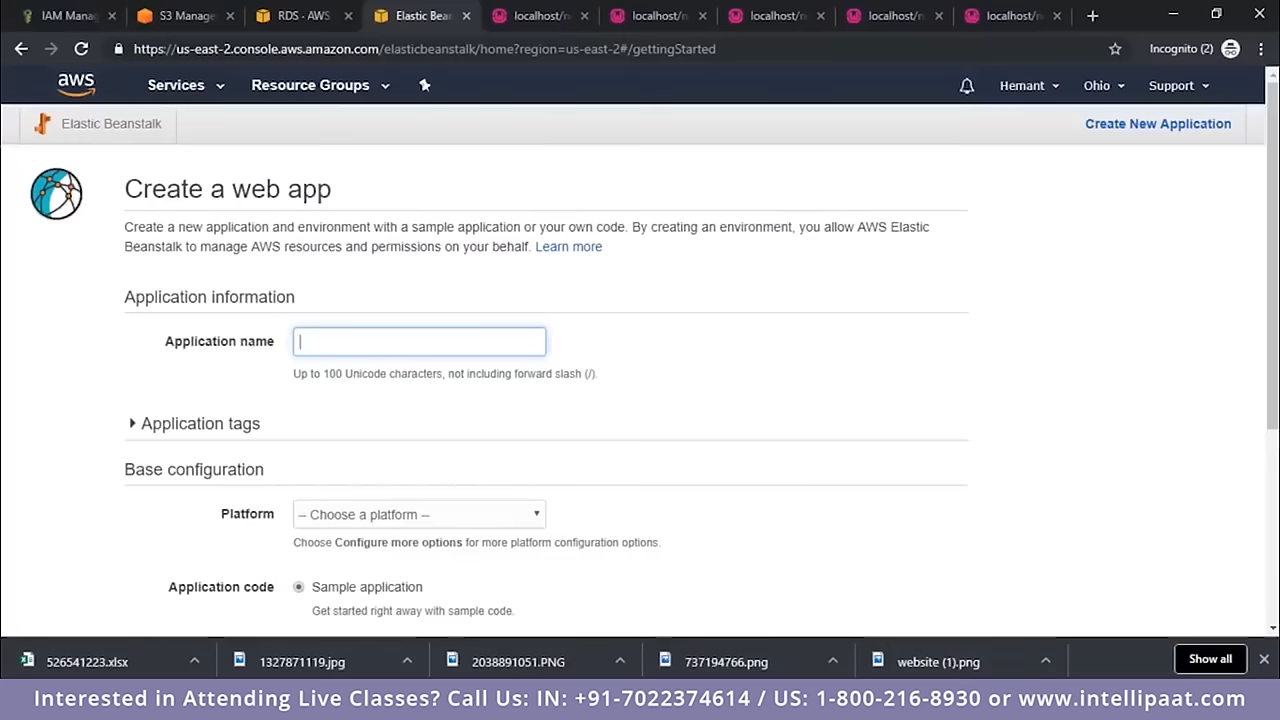 IAM Mana
S3 Manage
RDS - AWS
Elastic Bean
localhost/n
localhost/n
localhost/n
localhost/n
localhost/n
https://us-east-2.console.aws.amazon.com/elasticbeanstalk/home?region=us-east-2#/gettingStarted
Incognito (2)
aws
Services
Resource Groups
Hemant
Ohio
Support
Elastic Beanstalk
Create New Application
Create a web app
Create a new application and environment with a sample application or your own code. By creating an environment, you allow AWS Elastic
Beanstalk to manage AWS resources and permissions on your behalf. Learn more
Application information
Application name
Up to 100 Unicode characters, not including forward slash (/).
Application tags
Base configuration
Platform
-- Choose a platform --
Choose Configure more options for more platform configuration options.
Application code
Sample application
Get started right away with sample code.
526541223.xlsx
1327871119.jpg
2038891051.PNG
737194766.png
website (1).png
Show all
Interested in Attending Live Classes? Call Us: IN: +91-7022374614 / US: 1-800-216-8930 or www.intellipaat.com